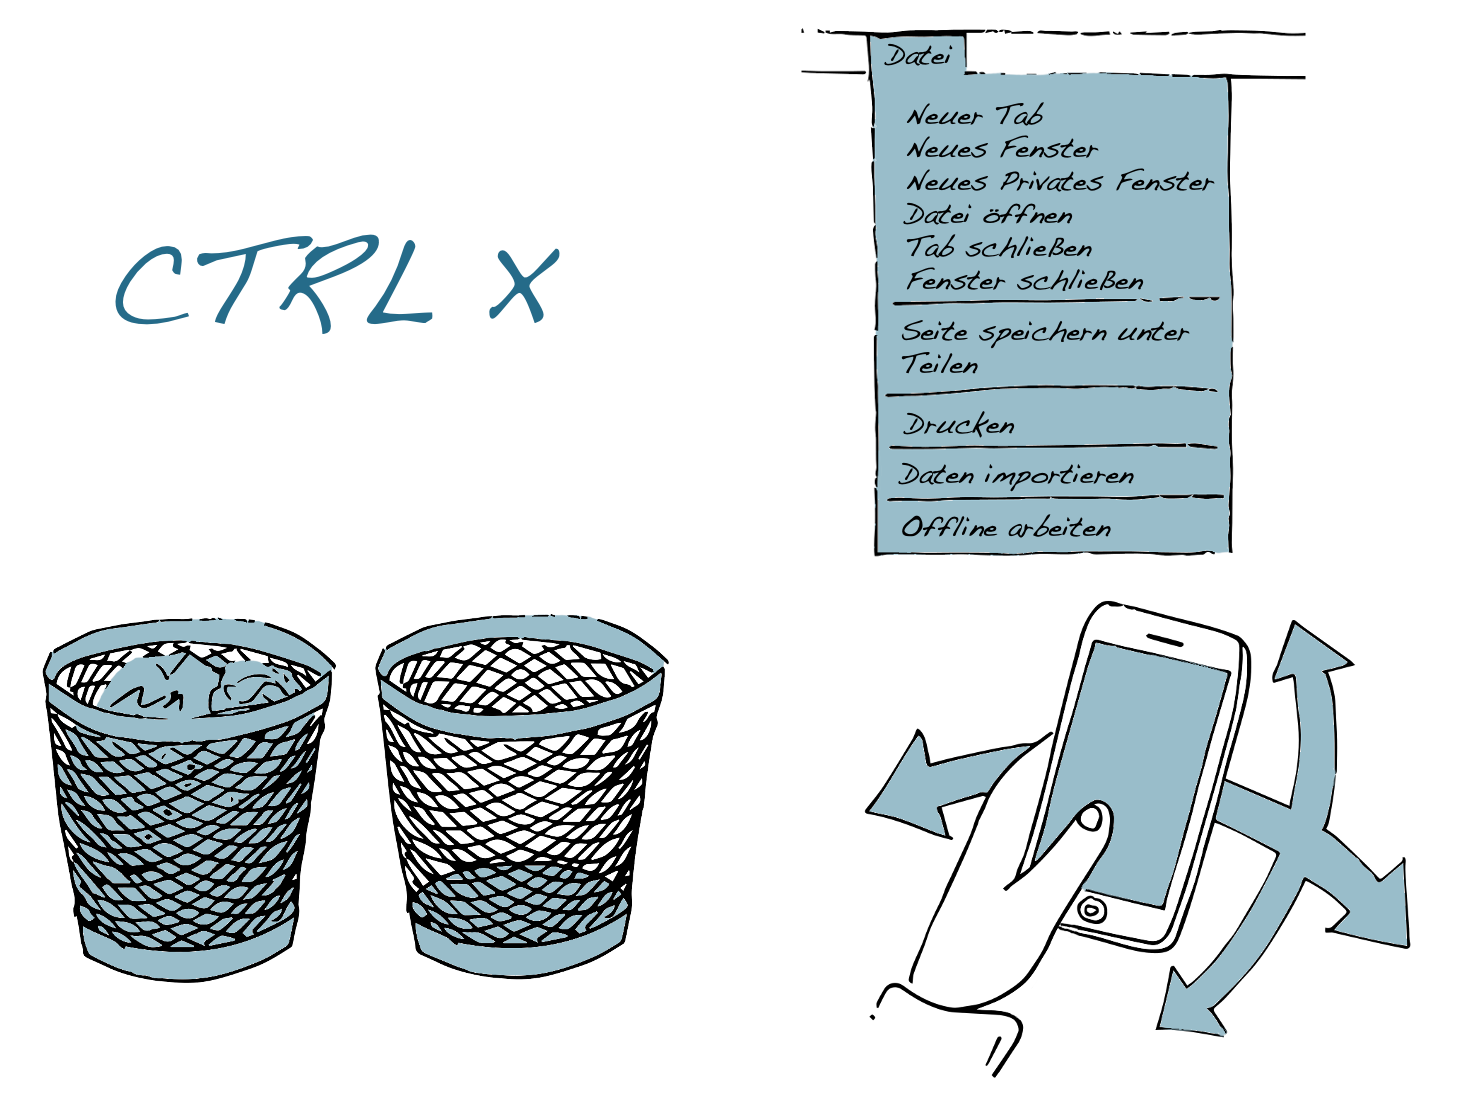 CTRL X
Datei
Neuer Tab
Neues Fenster
Neues Privates Fenster
Datei öffnen
Tab schließen
Fenster schließen
Seite speichern unter
Teilen
Drucken
Daten importieren
Offline arbeiten